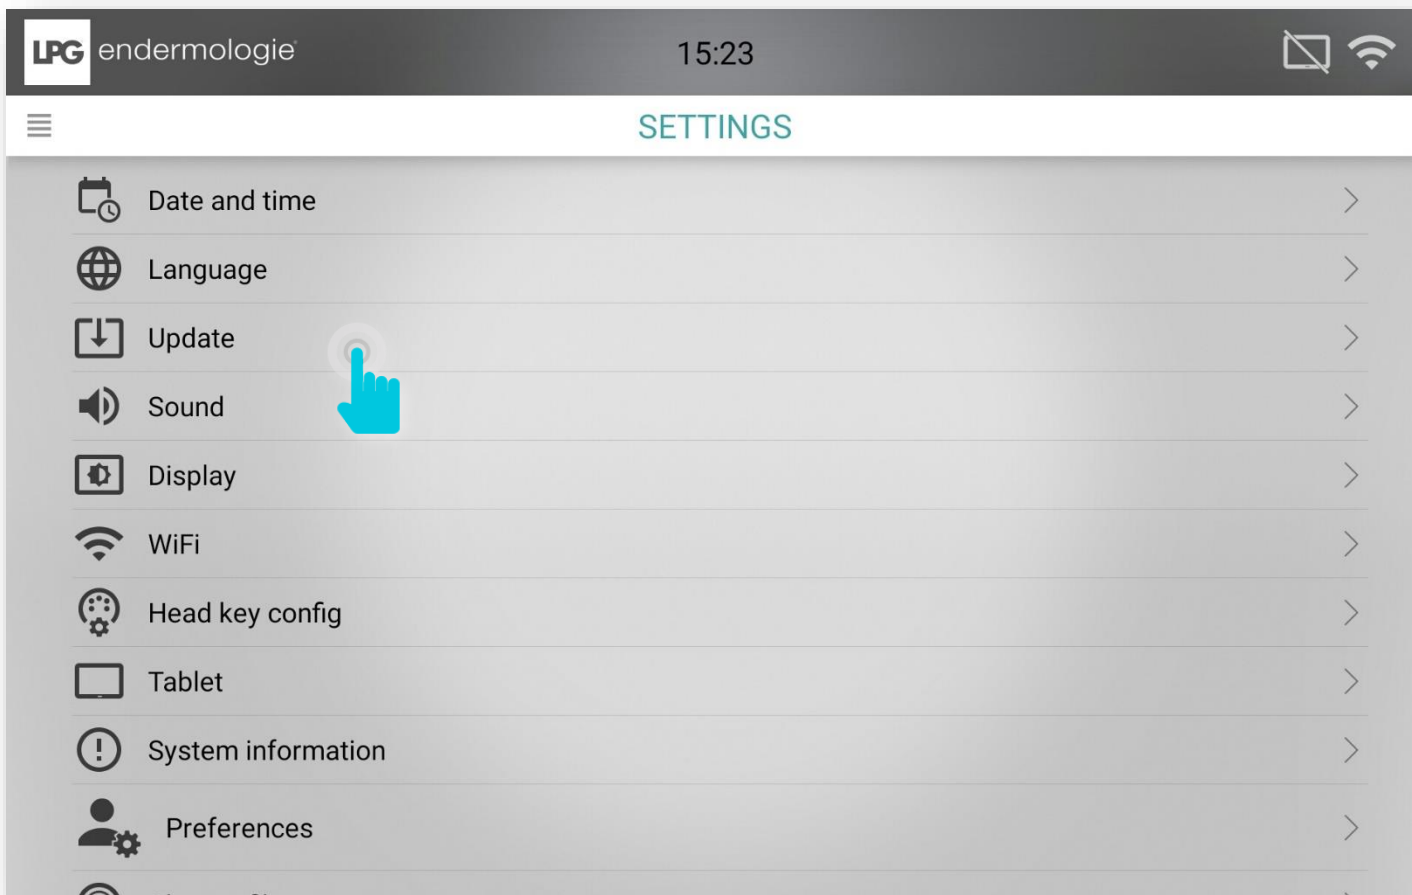 LPG endermologie®
15:23
SETTINGS
Date and time
Language
Update
Sound
Display
WiFi
Head key config
Tablet
System information
Preferences